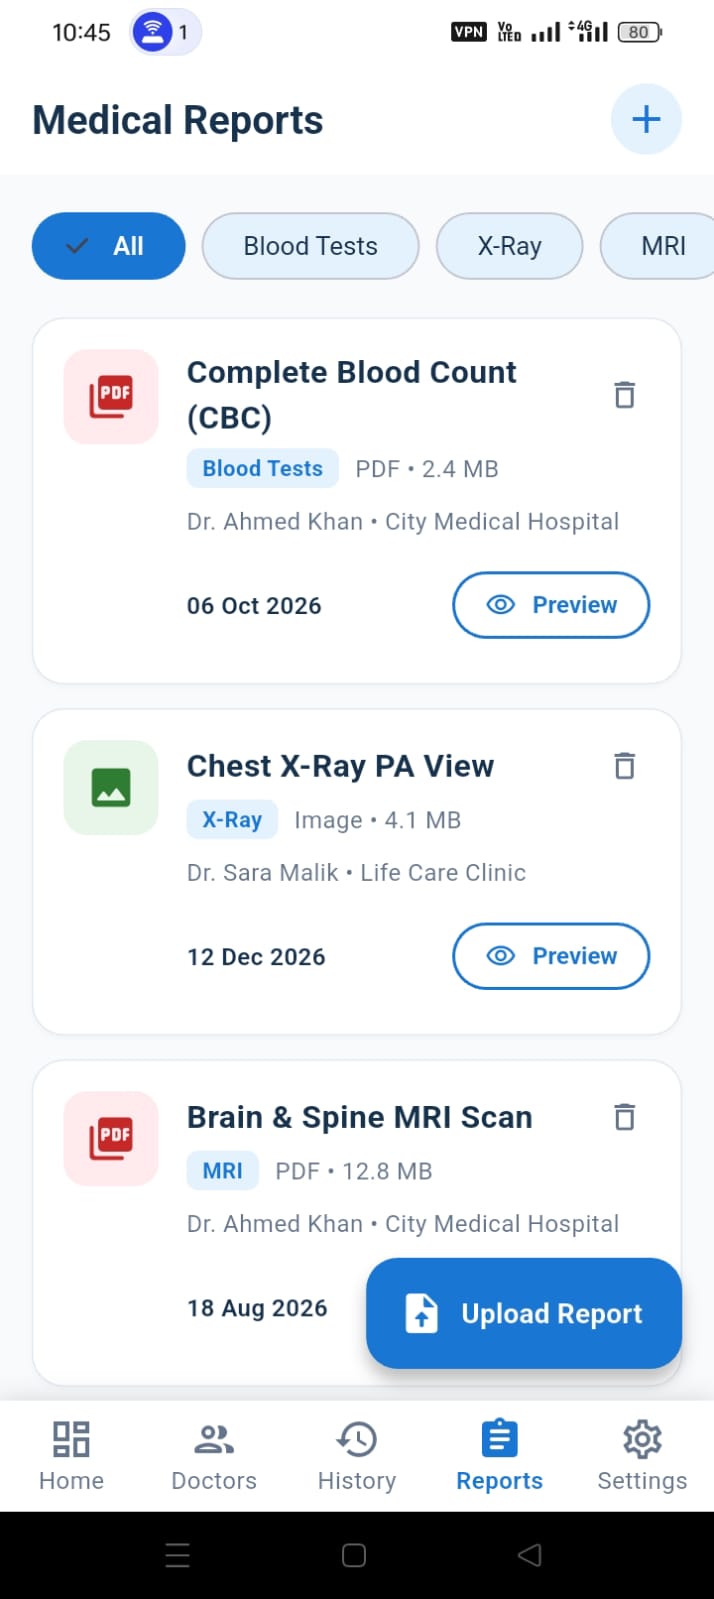 10:45
1
VPN
Vo
LTED
4G
80
Medical Reports
All
Blood Tests
X-Ray
MRI
PDF
Complete Blood Count
(CBC)
Blood Tests
PDF • 2.4 MB
Dr. Ahmed Khan • City Medical Hospital
06 Oct 2026
Preview
Chest X-Ray PA View
X-Ray
Image • 4.1 MB
Dr. Sara Malik • Life Care Clinic
12 Dec 2026
Preview
PDF
Brain & Spine MRI Scan
MRI
PDF • 12.8 MB
Dr. Ahmed Khan • City Medical Hospital
18 Aug 2026
Upload Report
Home
Doctors
History
Reports
Settings